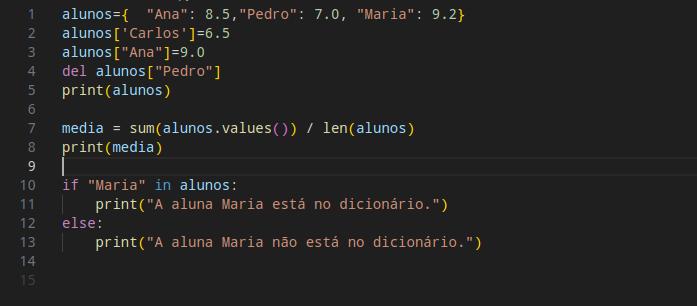 1 alunos={  "Ana": 8.5,"Pedro": 7.0, "Maria": 9.2}
2 alunos['Carlos']=6.5
3 alunos["Ana"]=9.0
4 del alunos["Pedro"]
5 print(alunos)
6
7 media = sum(alunos.values()) / len(alunos)
8 print(media)
9
10 if "Maria" in alunos:
11     print("A aluna Maria está no dicionário.")
12 else:
13     print("A aluna Maria não está no dicionário.")
14
15